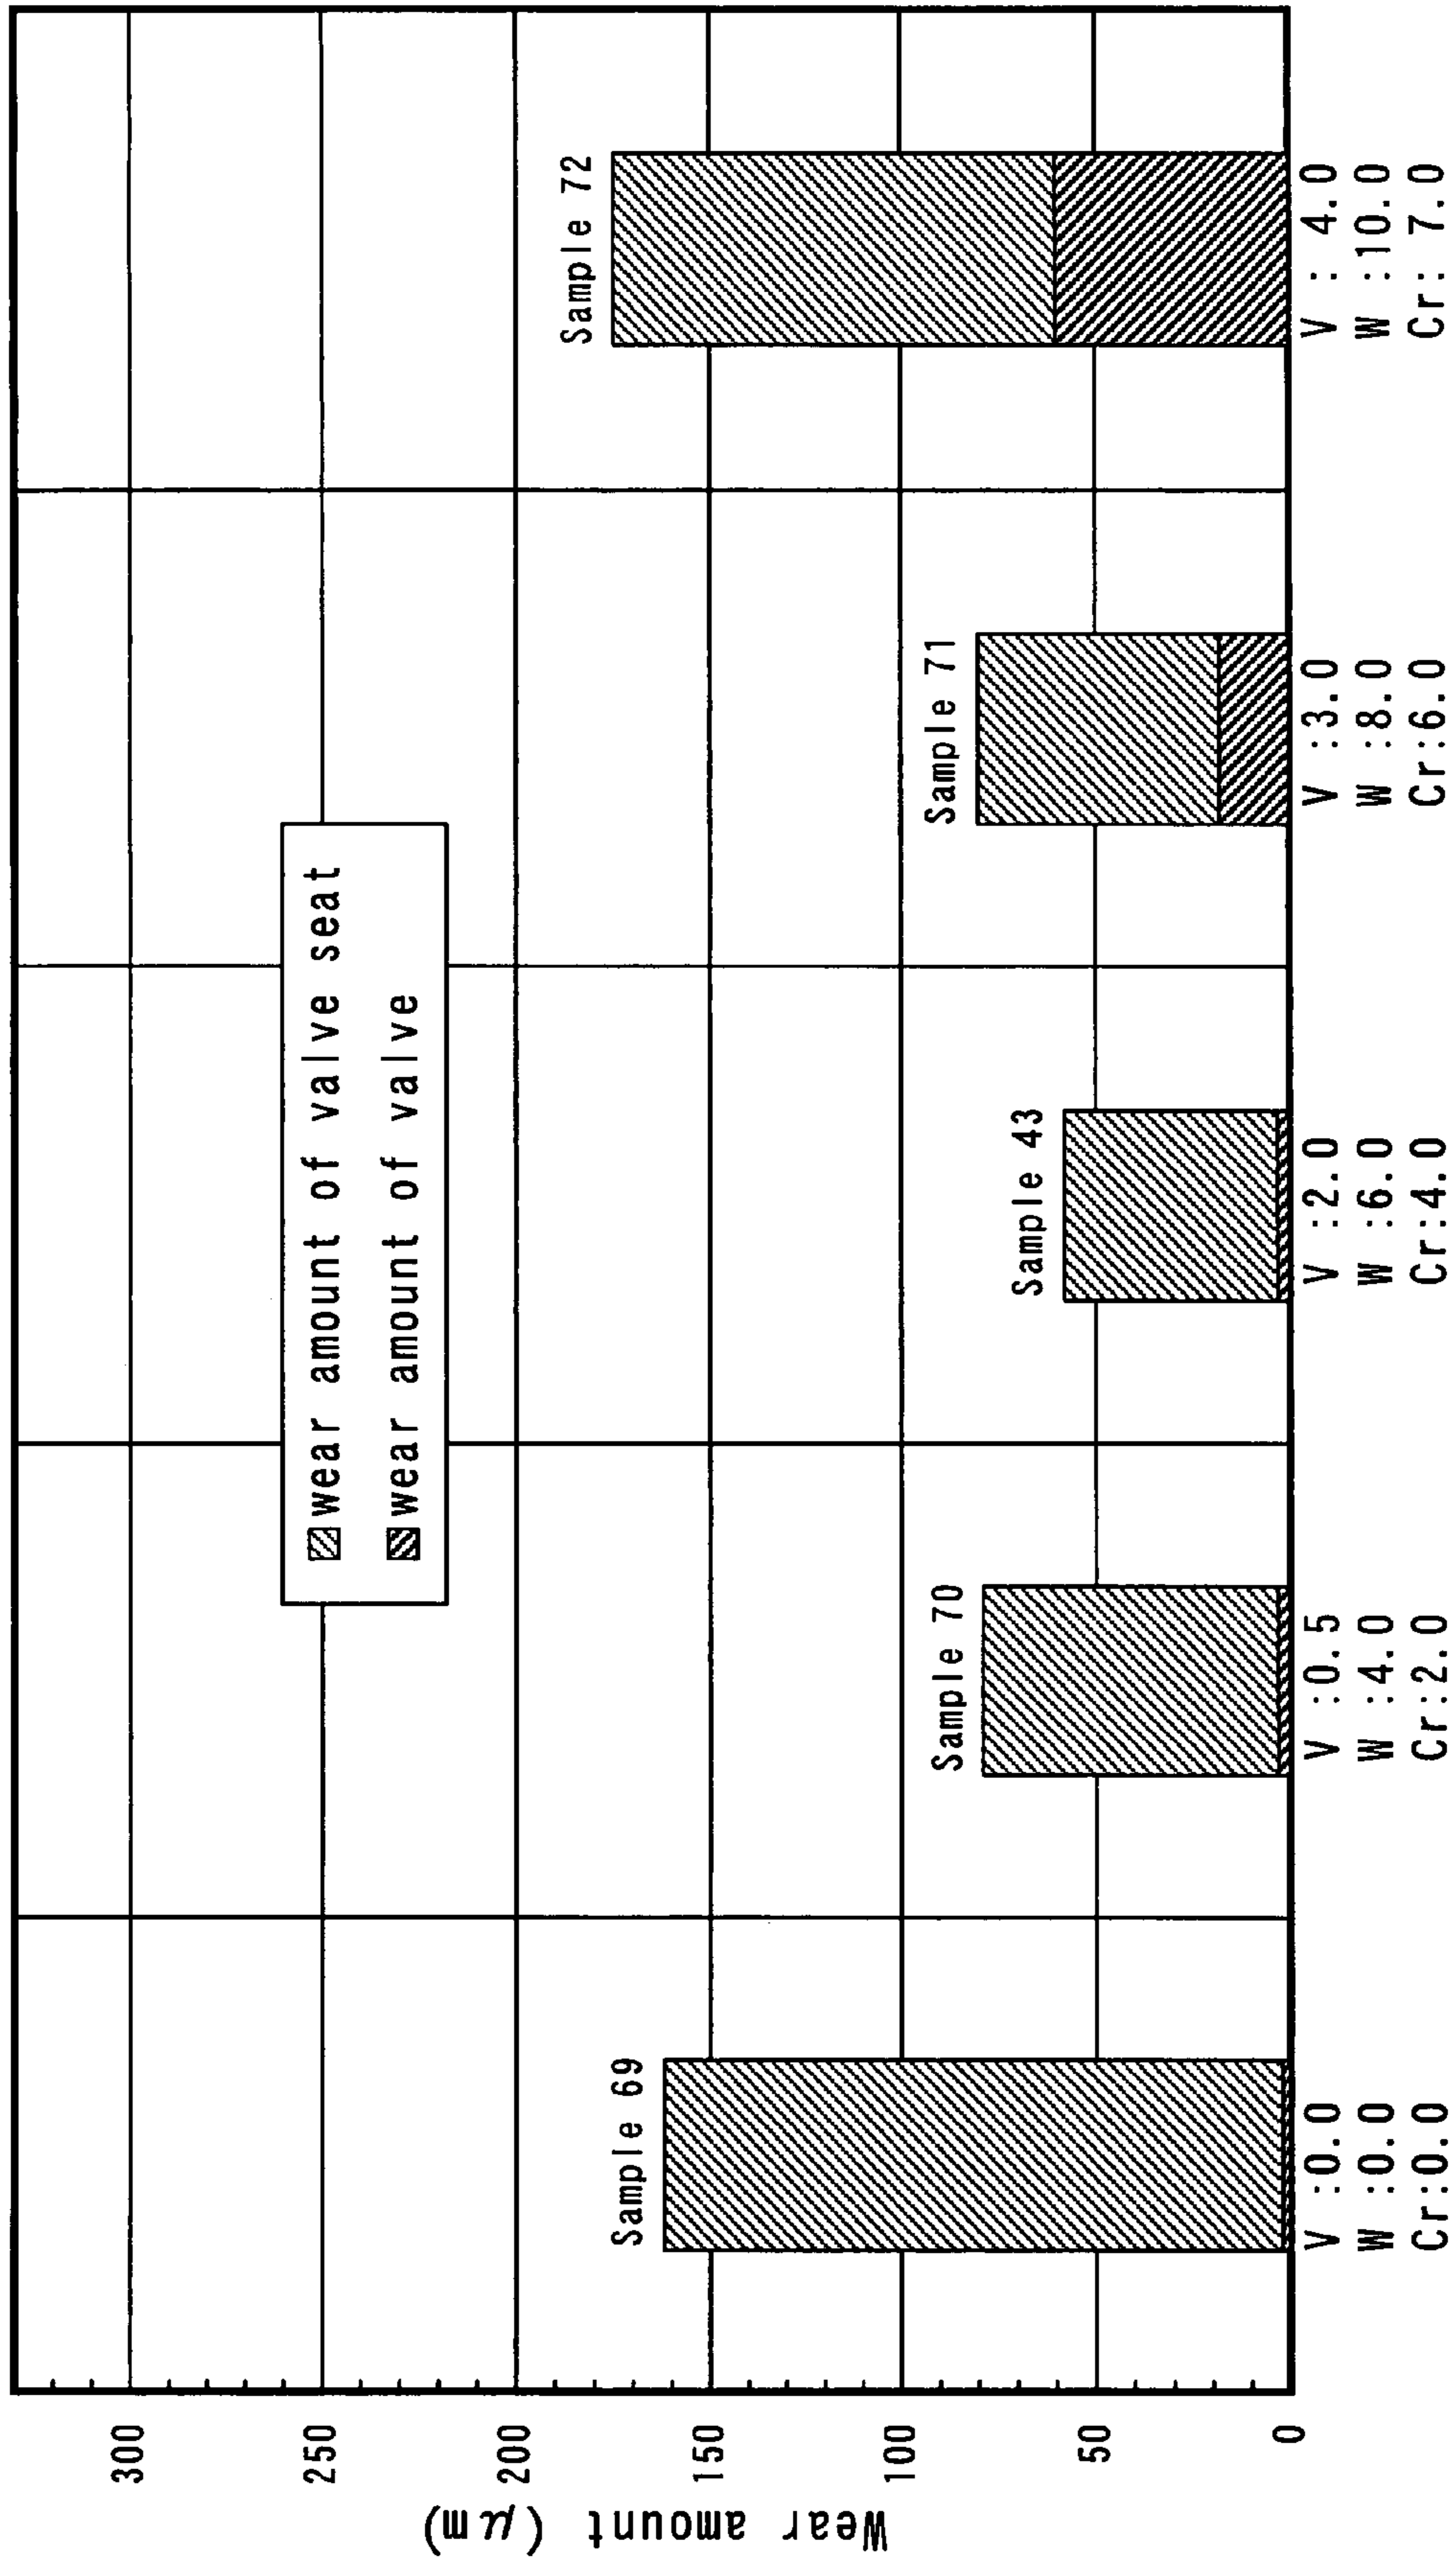 Wear amount (μm)
300
250
200
150
100
50
0
wear amount of valve seat
wear amount of valve
Sample 69
Sample 70
Sample 43
Sample 71
Sample 72
V :0.0
W :0.0
Cr:0.0
V :0.5
W :4.0
Cr:2.0
V :2.0
W :6.0
Cr:4.0
V :3.0
W :8.0
Cr:6.0
V : 4.0
W :10.0
Cr: 7.0